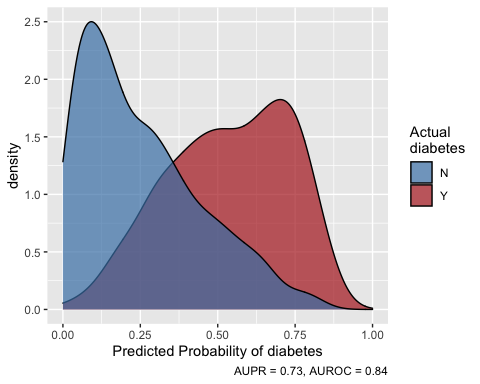 2.5
2.0
1.5
1.0
0.5
0.0
density
0.00 0.25 0.50 0.75 1.00
Predicted Probability of diabetes
Actual
diabetes
N
Y
AUPR = 0.73, AUROC = 0.84